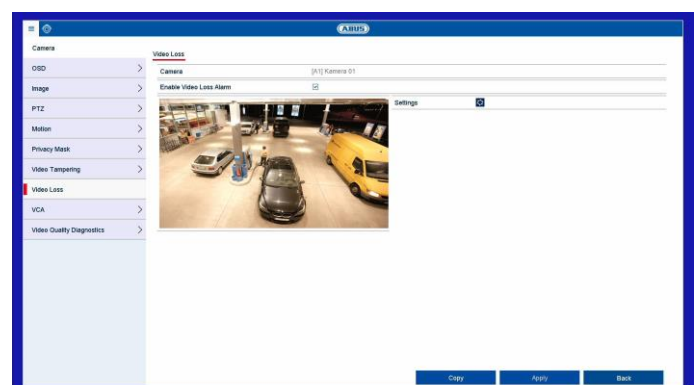 ABUS
Camera
OSD
Image
PTZ
Motion
Privacy Mask
Video Tampering
Video Loss
VCA
Video Quality Diagnostics
Video Loss
Camera [A1] Kamera 01
Enable Video Loss Alarm
Settings
Copy Apply Back